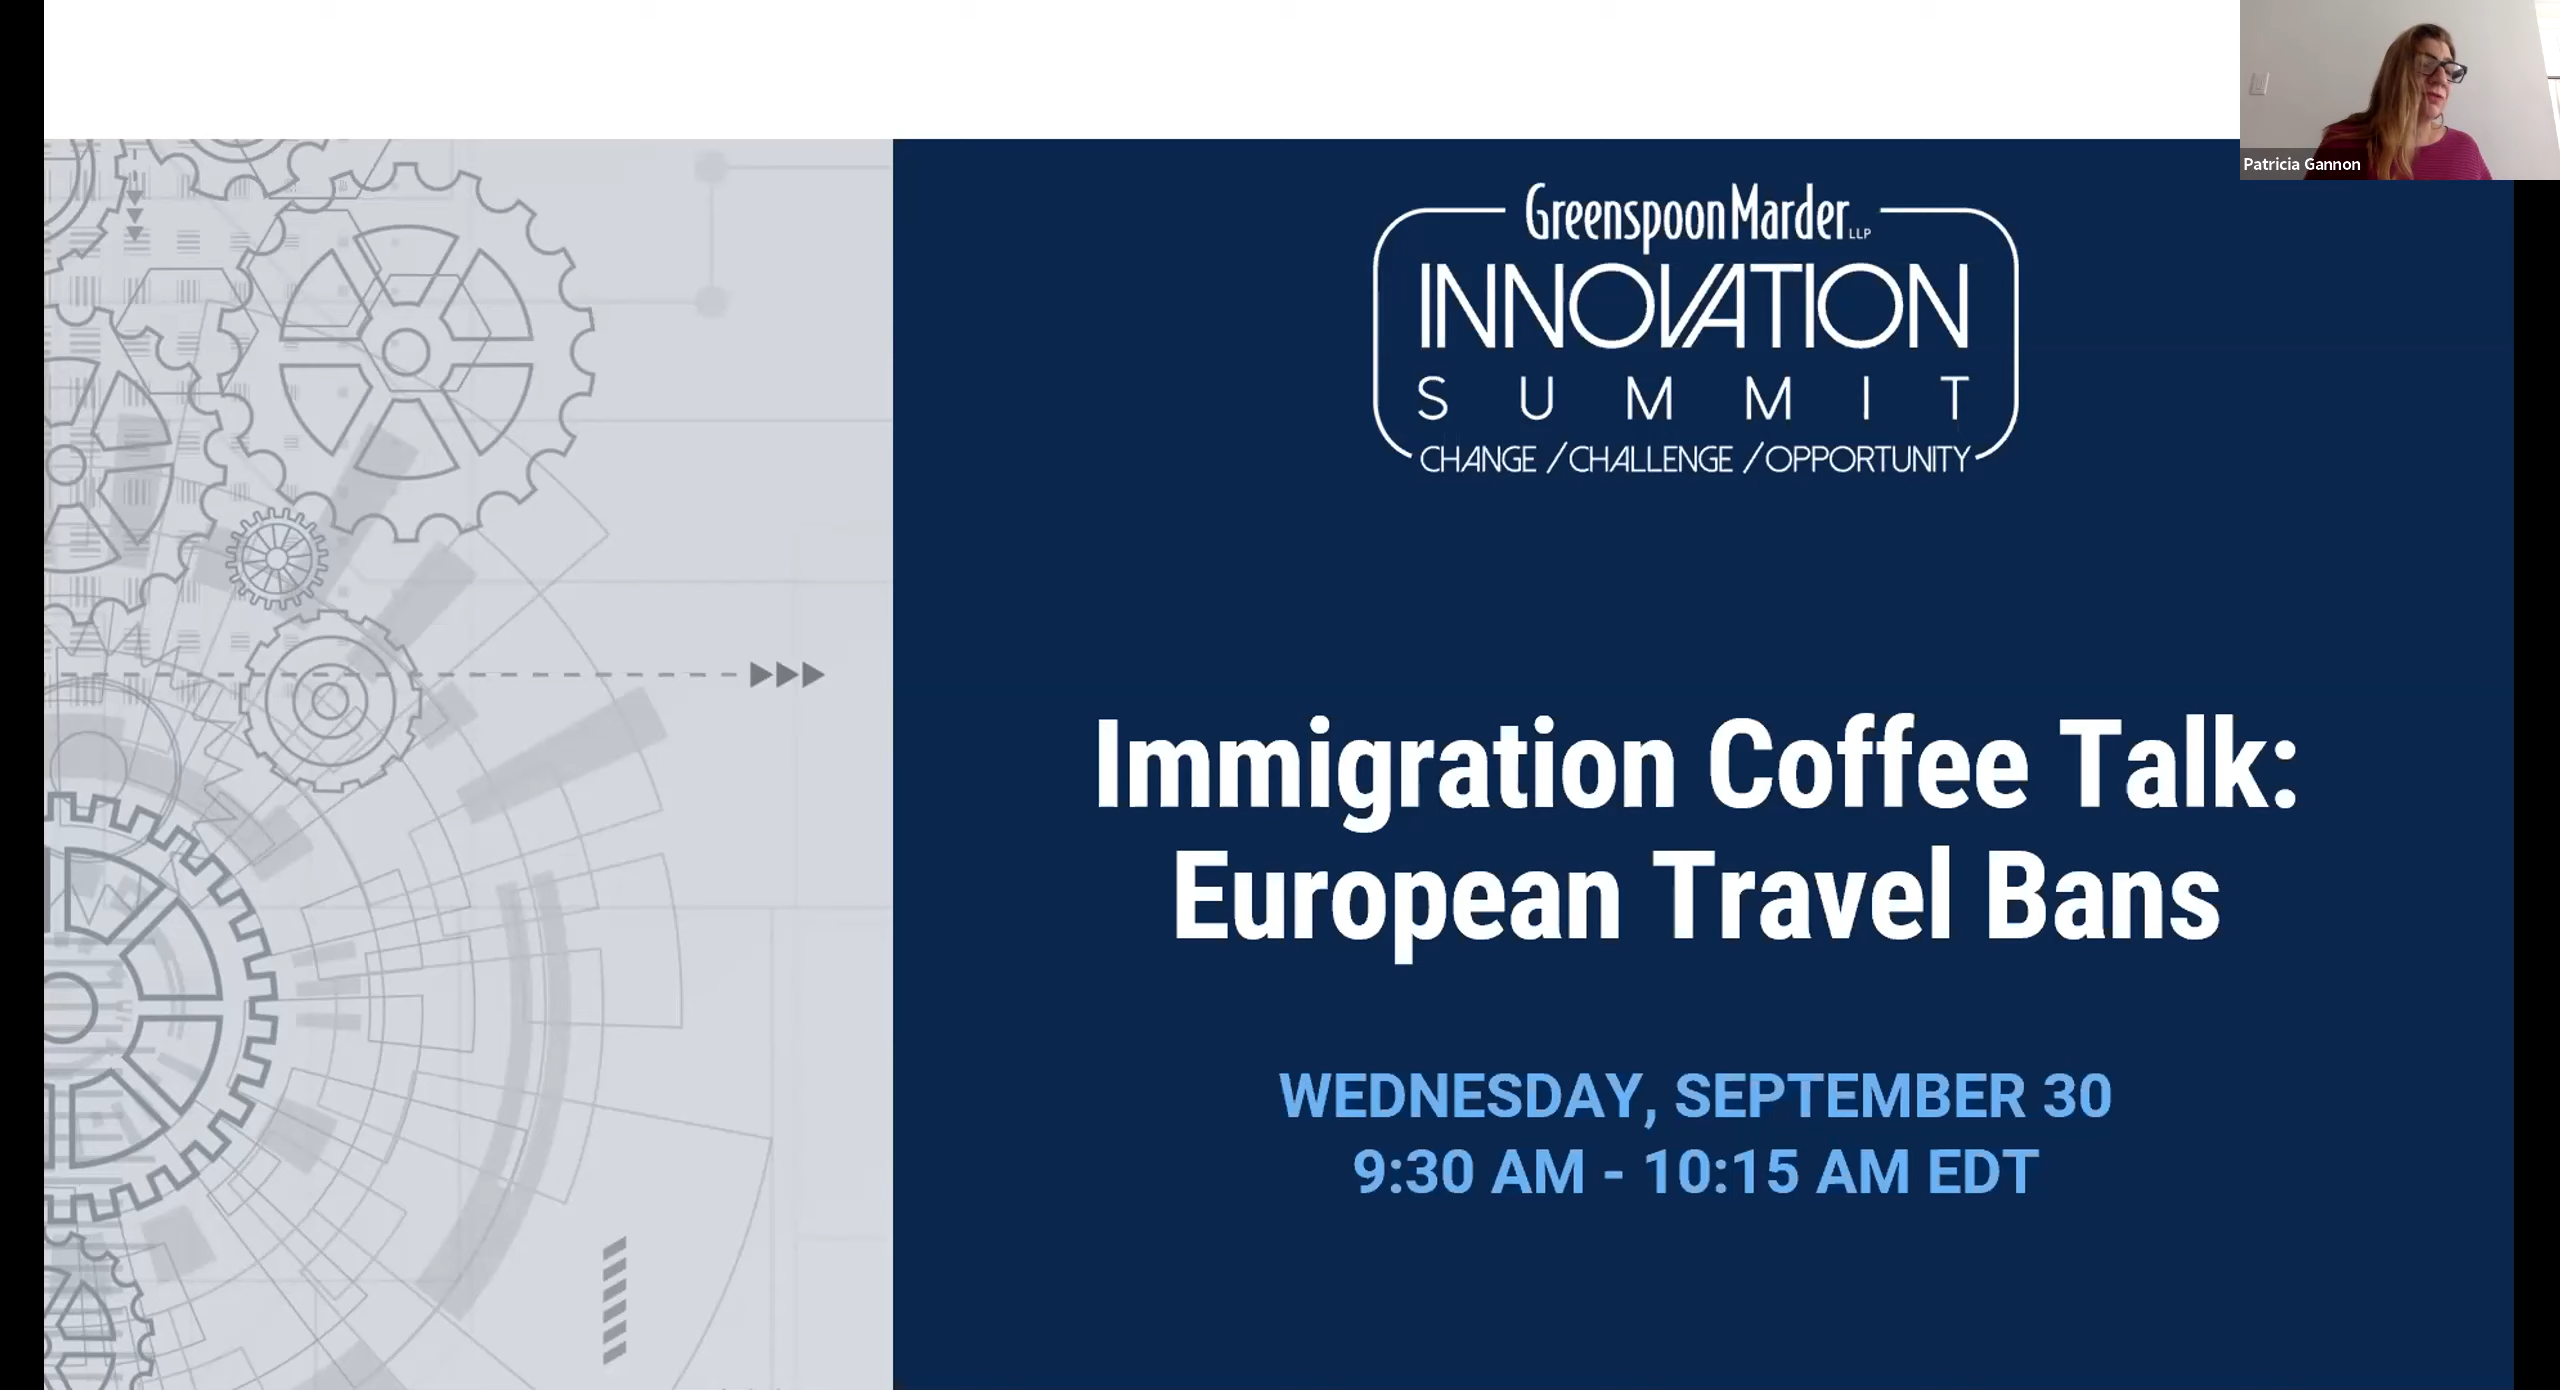 Patricia Gannon
GreenspoonMarder LLP
INNOVATION
SUMMIT
CHANGE /CHALLENGE /OPPORTUNITY
Immigration Coffee Talk:
European Travel Bans
WEDNESDAY, SEPTEMBER 30
9:30 AM - 10:15 AM EDT